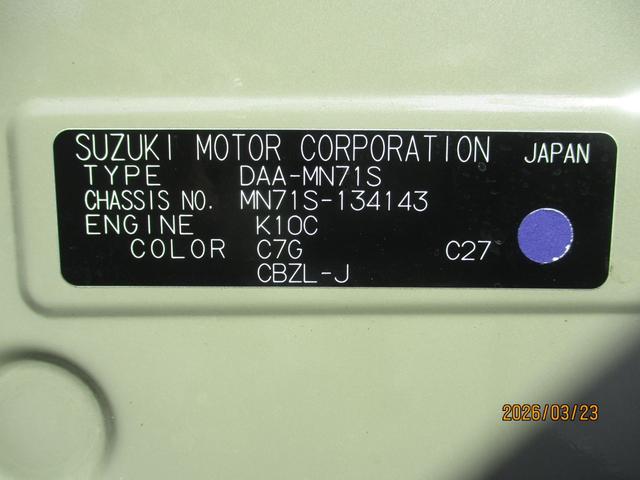 SUZUKI MOTOR CORPORATION JAPAN
TYPE DAA-MN71S
CHASSIS NO. MN71S-134143
ENGINE K10C
COLOR C7G C27
CBZL-J
2026/03/23